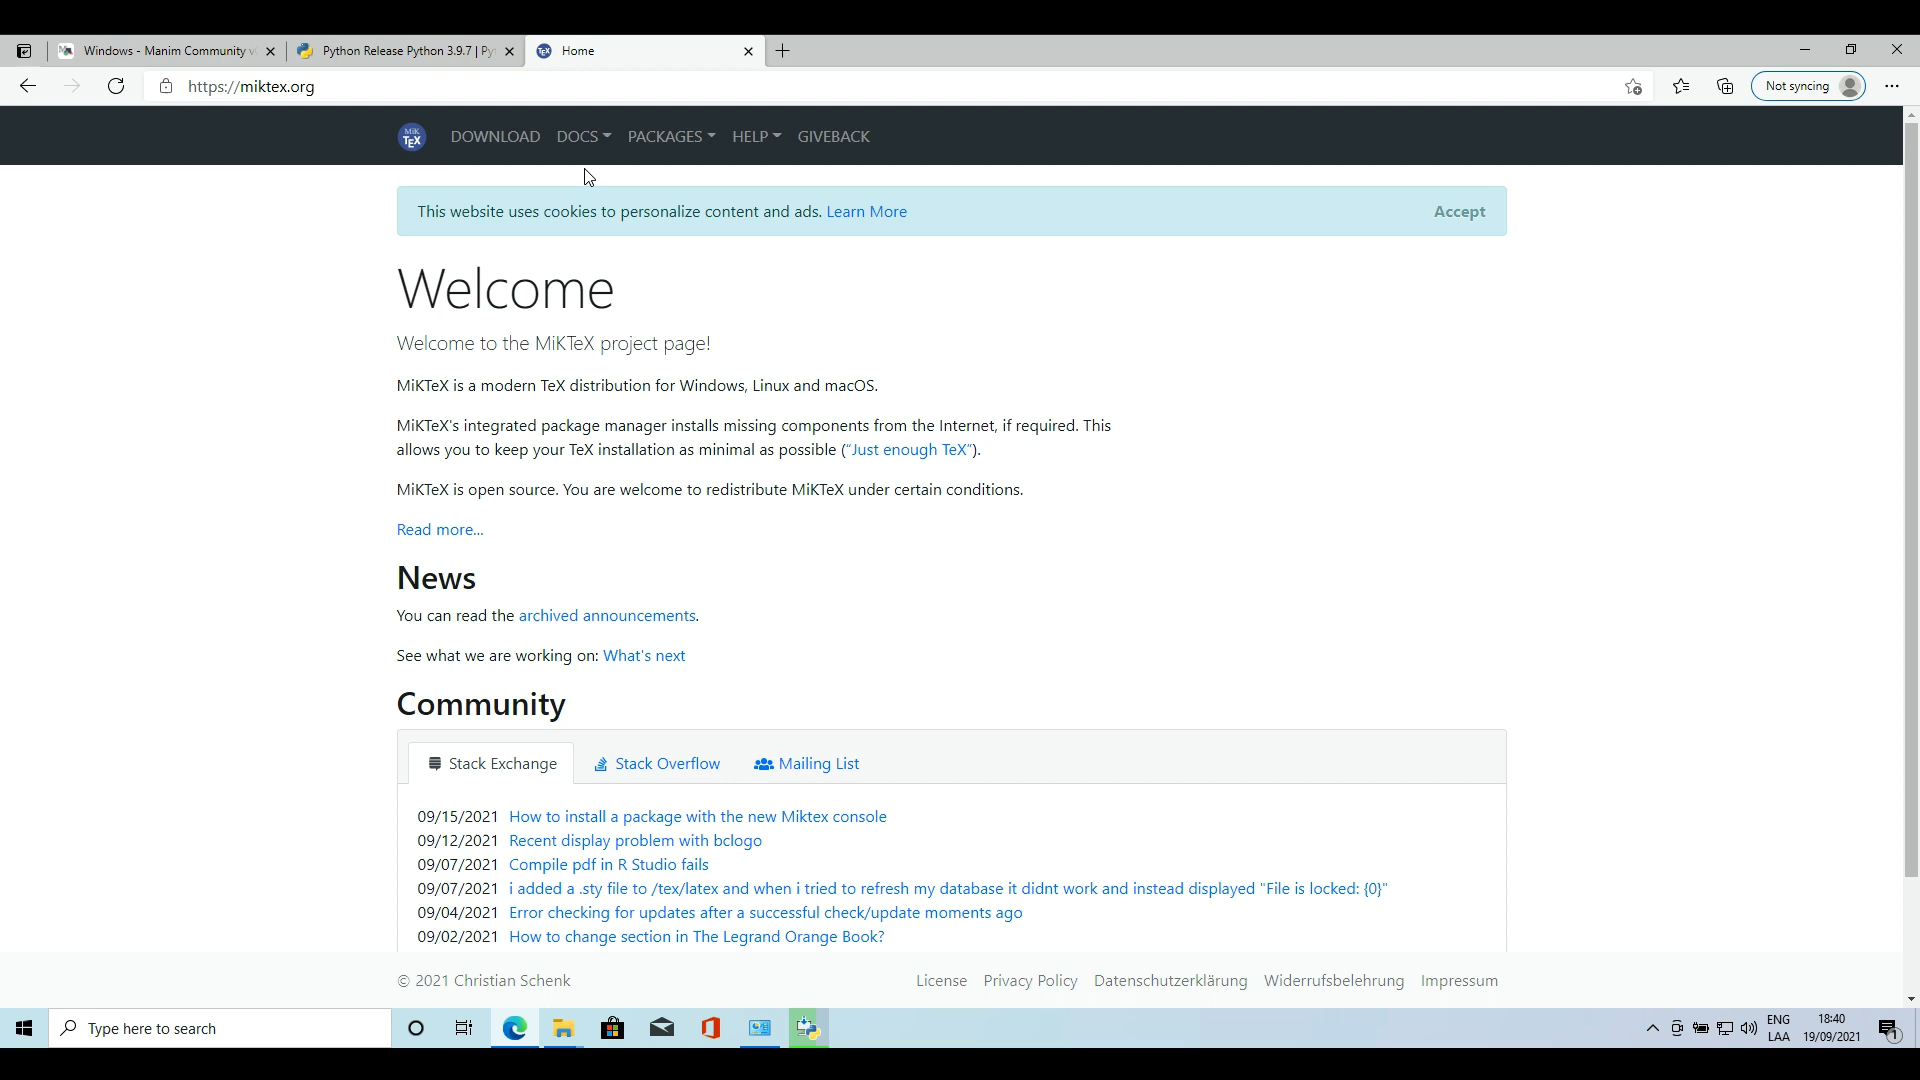 Windows - Manim Community v
Python Release Python 3.9.7 | Py
Home
https://miktex.org
Not syncing
MiK TEX
DOWNLOAD
DOCS
PACKAGES
HELP
GIVEBACK
This website uses cookies to personalize content and ads. Learn More
Accept
Welcome
Welcome to the MiKTeX project page!
MiKTeX is a modern TeX distribution for Windows, Linux and macOS.
MiKTeX's integrated package manager installs missing components from the Internet, if required. This
allows you to keep your TeX installation as minimal as possible ("Just enough TeX").
MiKTeX is open source. You are welcome to redistribute MiKTeX under certain conditions.
Read more...
News
You can read the archived announcements.
See what we are working on: What's next
Community
Stack Exchange
Stack Overflow
Mailing List
09/15/2021 How to install a package with the new Miktex console
09/12/2021 Recent display problem with bclogo
09/07/2021 Compile pdf in R Studio fails
09/07/2021 i added a .sty file to /tex/latex and when i tried to refresh my database it didnt work and instead displayed "File is locked: {0}"
09/04/2021 Error checking for updates after a successful check/update moments ago
09/02/2021 How to change section in The Legrand Orange Book?
© 2021 Christian Schenk
License
Privacy Policy
Datenschutzerklärung
Widerrufsbelehrung
Impressum
Type here to search
ENG
LAA
18:40
19/09/2021
1